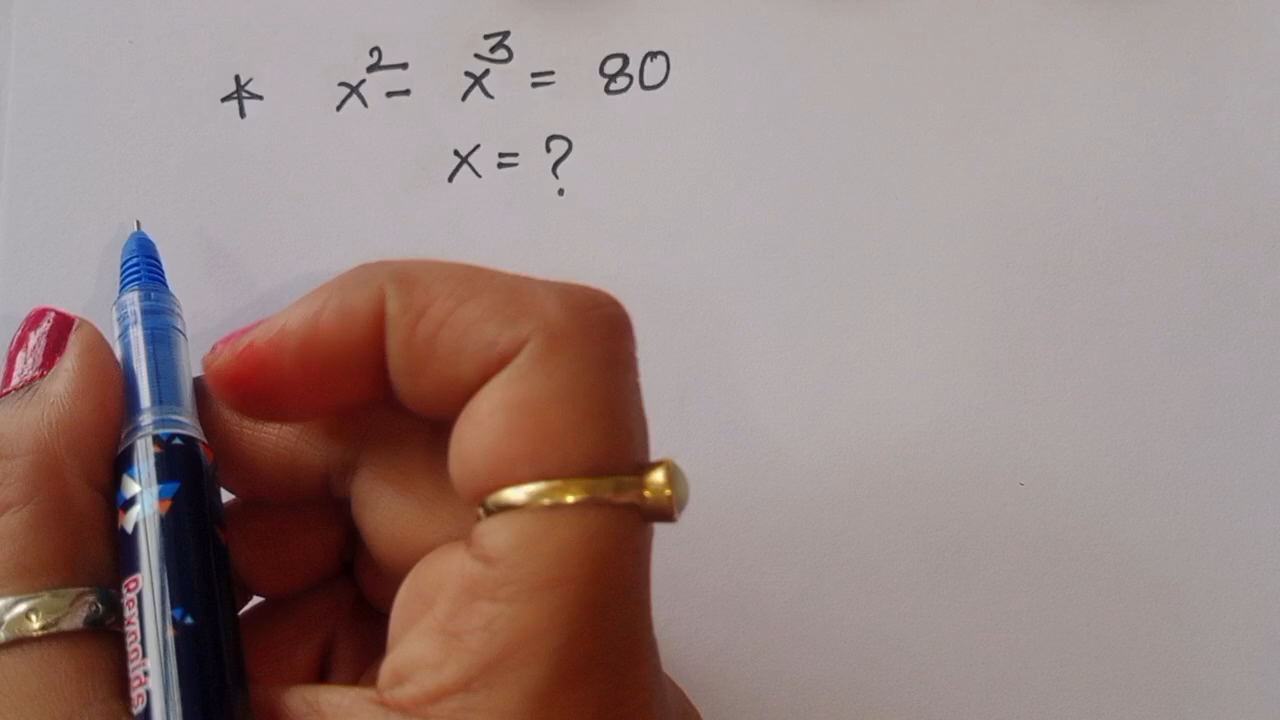 * x² - x³ = 80
x = ?
Reynolds